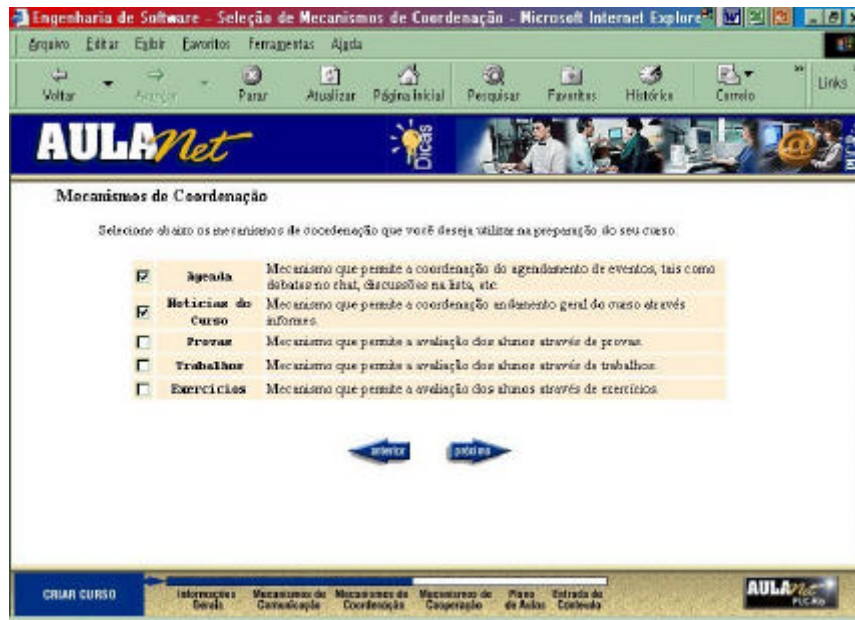 Engenharia de Software - Seleção de Mecanismos de Coordenação - Microsoft Internet Explore
Arquivo Editar Exibir Favoritos Ferramentas Ajuda
Voltar Avançar Parar Atualizar Página Inicial Pesquisar Favoritos Histórico Correio Links
AULANet Dicas
Mecanismos de Coordenação
Selecione abaixo os mecanismos de coordenação que você deseja utilizar na preparação do seu curso.
Agenda Mecanismo que permite a coordenação do agendamento de eventos, tais como
debates no chat, discussões na lista, etc
Notícias do Curso Mecanismo que permite a coordenação andamento geral do curso através
informes.
Provas Mecanismo que permite a avaliação dos alunos através de provas.
Trabalhos Mecanismo que permite a avaliação dos alunos através de trabalhos.
Exercícios Mecanismo que permite a avaliação dos alunos através de exercícios.
anterior próximo
CRIAR CURSO
Informações Gerais
Mecanismos de Comunicação
Mecanismos de Coordenação
Mecanismos de Cooperação
Plano de Aulas
Entrada de Conteúdo
AULANet
PUC-Rio